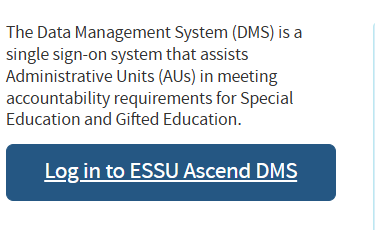 The Data Management System (DMS) is a
single sign-on system that assists
Administrative Units (AUs) in meeting
accountability requirements for Special
Education and Gifted Education.
Log in to ESSU Ascend DMS